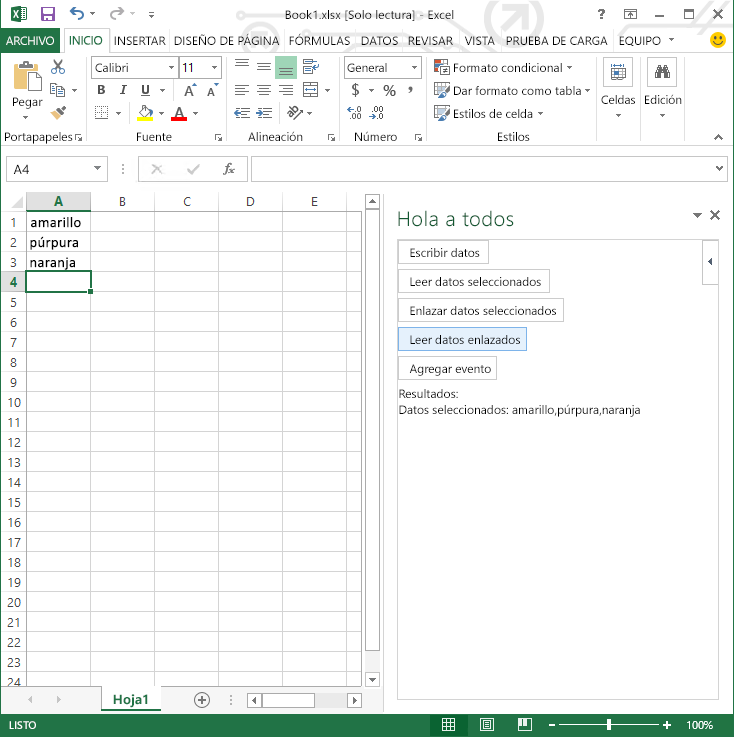 Book1.xlsx [Solo lectura] - Excel
ARCHIVO INICIO INSERTAR DISEÑO DE PÁGINA FÓRMULAS DATOS REVISAR VISTA PRUEBA DE CARGA EQUIPO
Pegar
Calibri 11
General
Formato condicional
Dar formato como tabla
Estilos de celda
Celdas Edición
N K S A A
$ % ,
Portapapeles Fuente Alineación Número Estilos
A4 fx
A B C D E
1 amarillo
2 púrpura
3 naranja
4
5
6
7
8
9
10
11
12
13
14
15
16
17
18
19
20
21
22
23
24
Hola a todos
Escribir datos
Leer datos seleccionados
Enlazar datos seleccionados
Leer datos enlazados
Agregar evento
Resultados:
Datos seleccionados: amarillo,púrpura,naranja
Hoja1
LISTO 100%